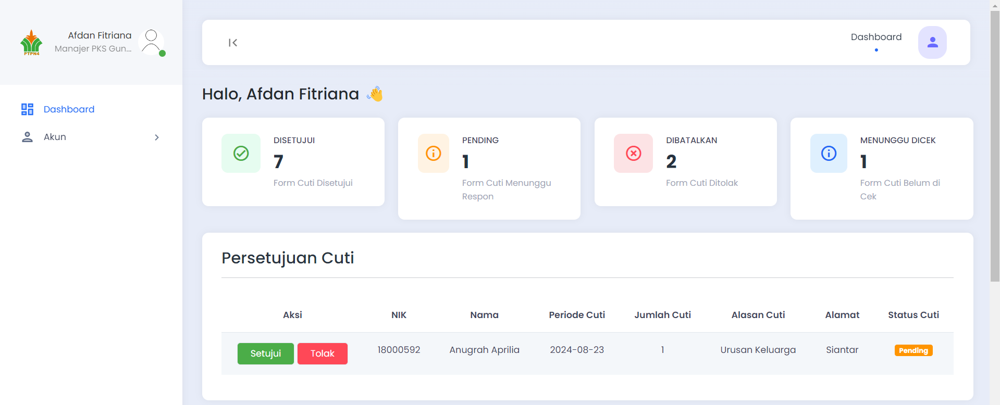 PTPN4
Afdan Fitriana
Manajer PKS Gun...
Dashboard
Akun
Dashboard
Halo, Afdan Fitriana 👋
DISETUJUI
7
Form Cuti Disetujui
PENDING
1
Form Cuti Menunggu
Respon
DIBATALKAN
2
Form Cuti Ditolak
MENUNGGU DICEK
1
Form Cuti Belum di
Cek
Persetujuan Cuti
Aksi NIK Nama Periode Cuti Jumlah Cuti Alasan Cuti Alamat Status Cuti
Setujui Tolak 18000592 Anugrah Aprilia 2024-08-23 1 Urusan Keluarga Siantar Pending